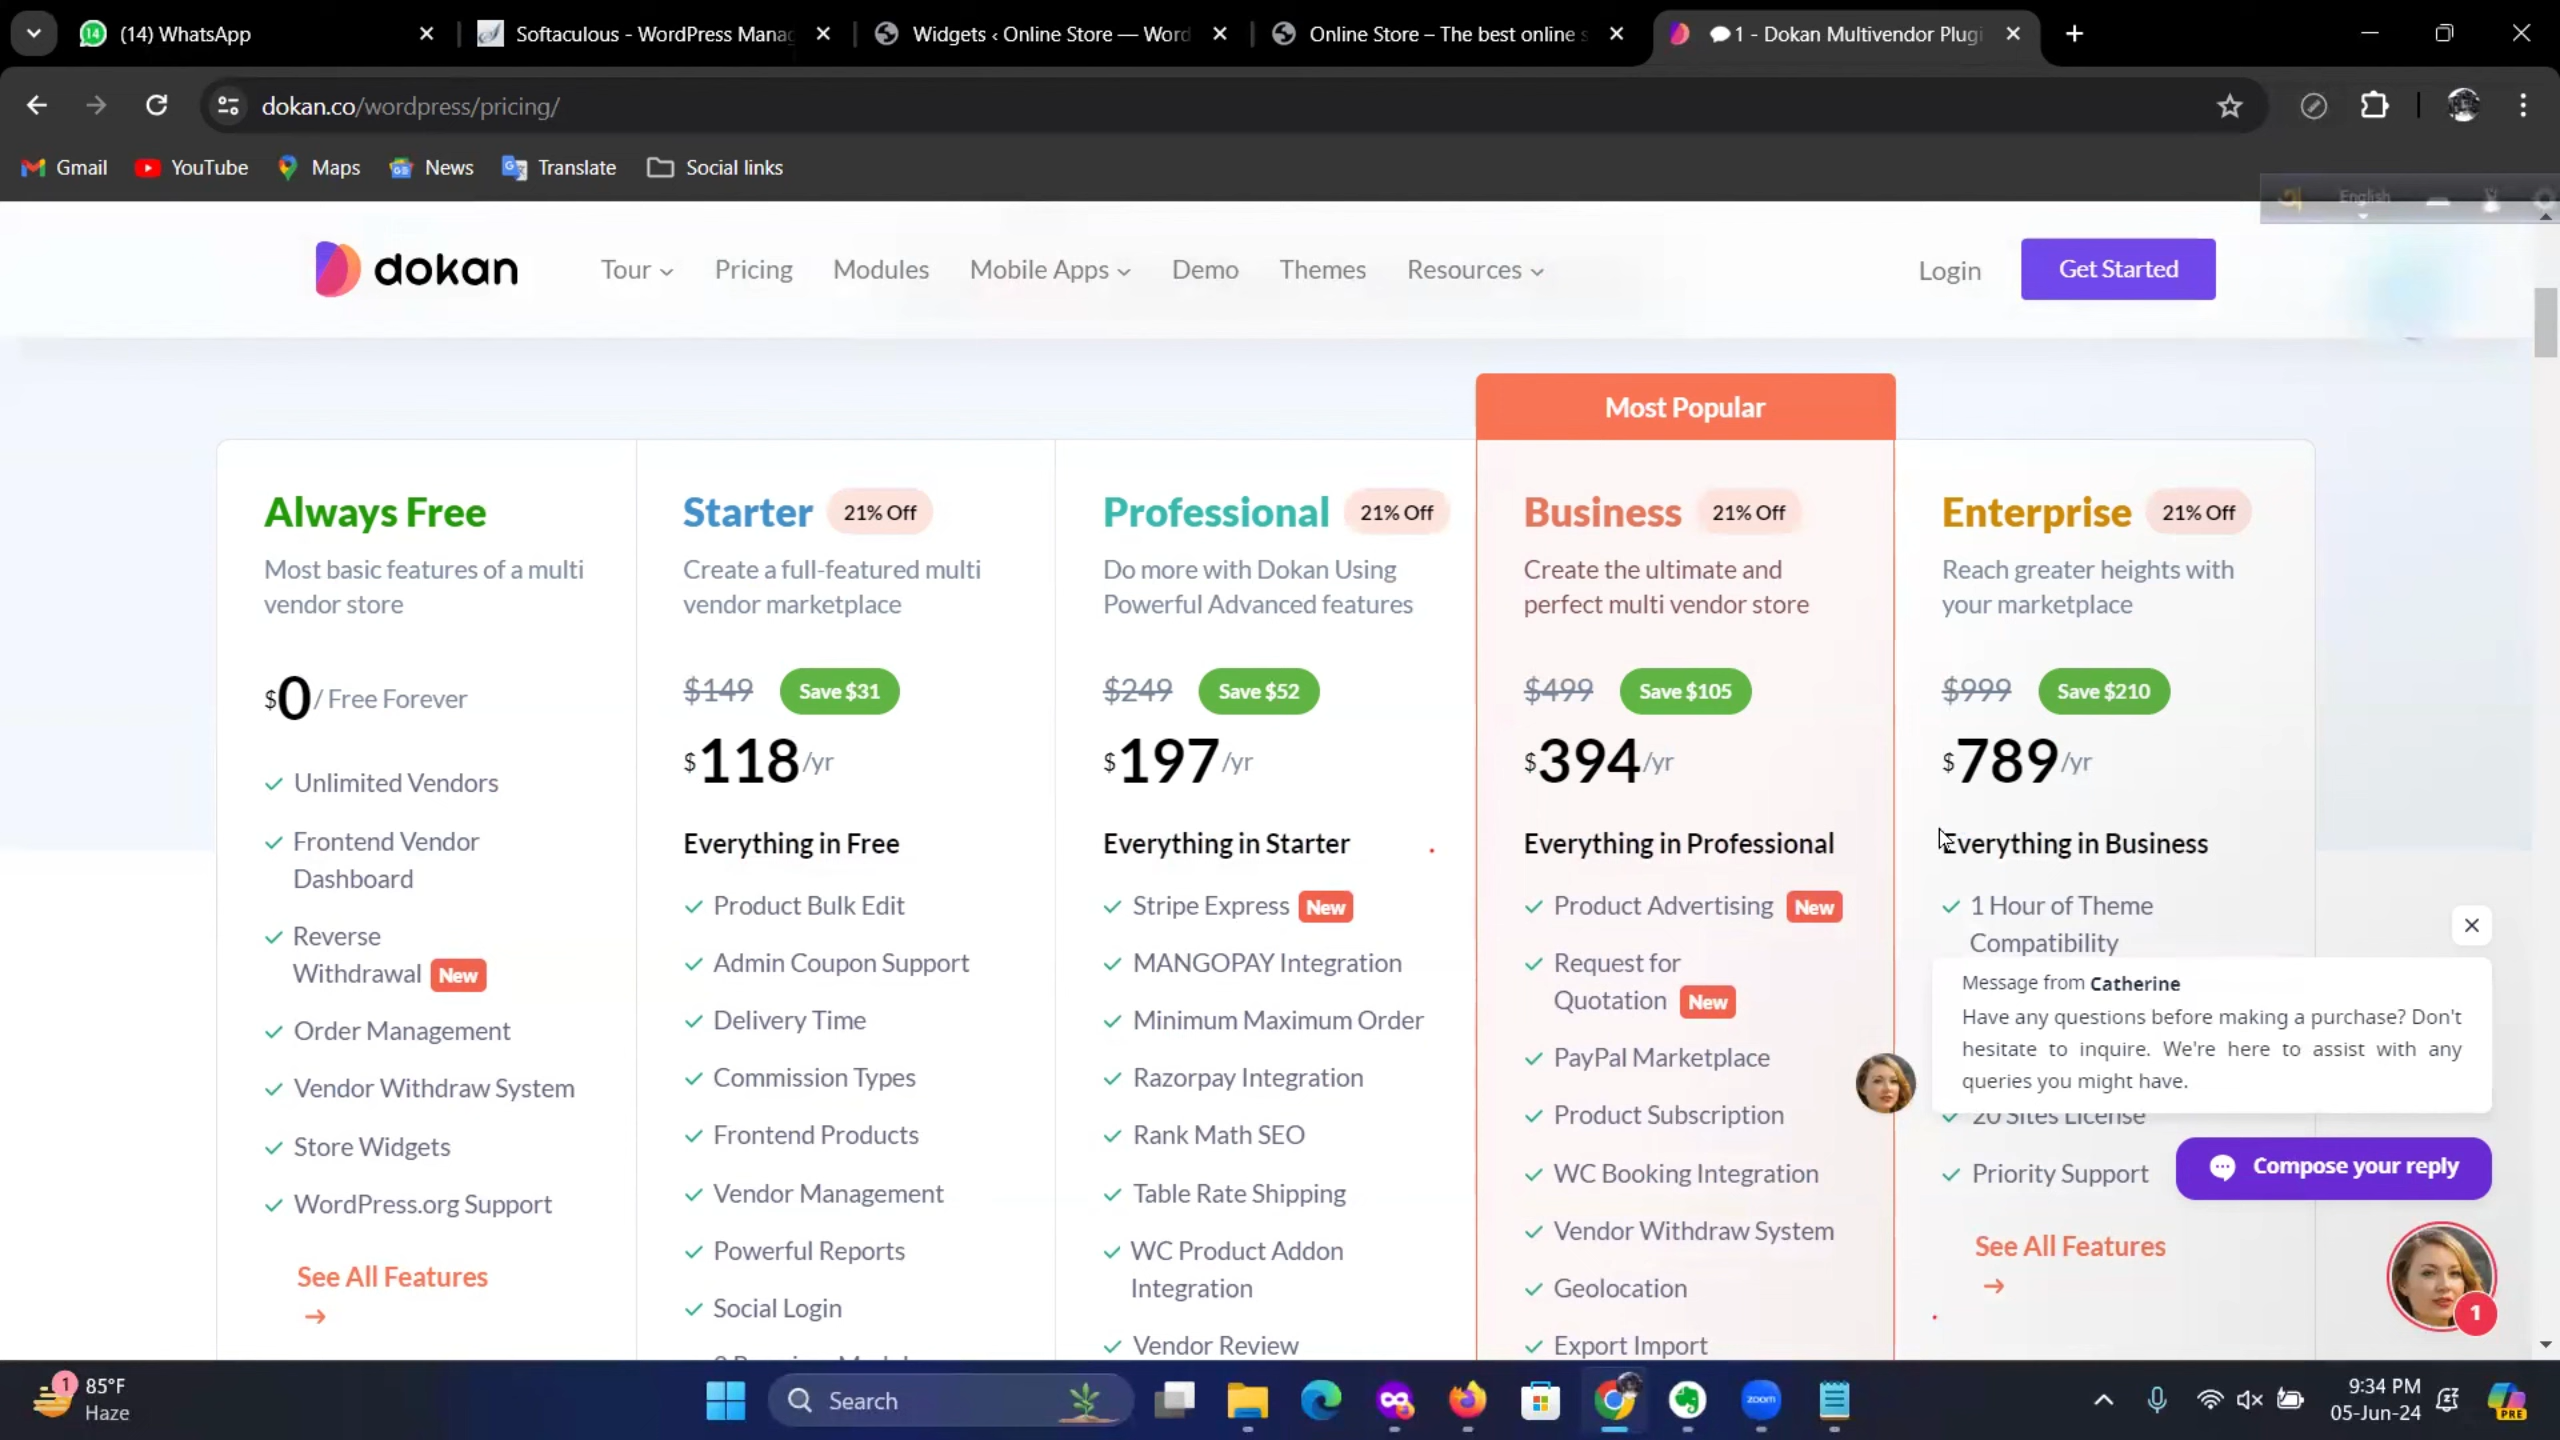 (14) WhatsApp
Softaculous - WordPress Manag
Widgets ‹ Online Store — Word
Online Store – The best online s
1 - Dokan Multivendor Plugi
dokan.co/wordpress/pricing/
Gmail
YouTube
Maps
News
Translate
Social links
English
dokan
Tour
Pricing
Modules
Mobile Apps
Demo
Themes
Resources
Login
Get Started
Most Popular
Always Free
Most basic features of a multi
vendor store
$0/ Free Forever
Unlimited Vendors
Frontend Vendor
Dashboard
Reverse
Withdrawal New
Order Management
Vendor Withdraw System
Store Widgets
WordPress.org Support
See All Features
Starter 21% Off
Create a full-featured multi
vendor marketplace
$149 Save $31
$118/yr
Everything in Free
Product Bulk Edit
Admin Coupon Support
Delivery Time
Commission Types
Frontend Products
Vendor Management
Powerful Reports
Social Login
Professional 21% Off
Do more with Dokan Using
Powerful Advanced features
$249 Save $52
$197/yr
Everything in Starter
Stripe Express New
MANGOPAY Integration
Minimum Maximum Order
Razorpay Integration
Rank Math SEO
Table Rate Shipping
WC Product Addon
Integration
Vendor Review
Business 21% Off
Create the ultimate and
perfect multi vendor store
$499 Save $105
$394/yr
Everything in Professional
Product Advertising New
Request for
Quotation New
PayPal Marketplace
Product Subscription
WC Booking Integration
Vendor Withdraw System
Geolocation
Export Import
Enterprise 21% Off
Reach greater heights with
your marketplace
$999 Save $210
$789/yr
Everything in Business
1 Hour of Theme
Compatibility
20 Sites License
Priority Support
See All Features
Message from Catherine
Have any questions before making a purchase? Don't
hesitate to inquire. We're here to assist with any
queries you might have.
Compose your reply
1
1
85°F
Haze
Search
zoom
PRE
9:34 PM
05-Jun-24